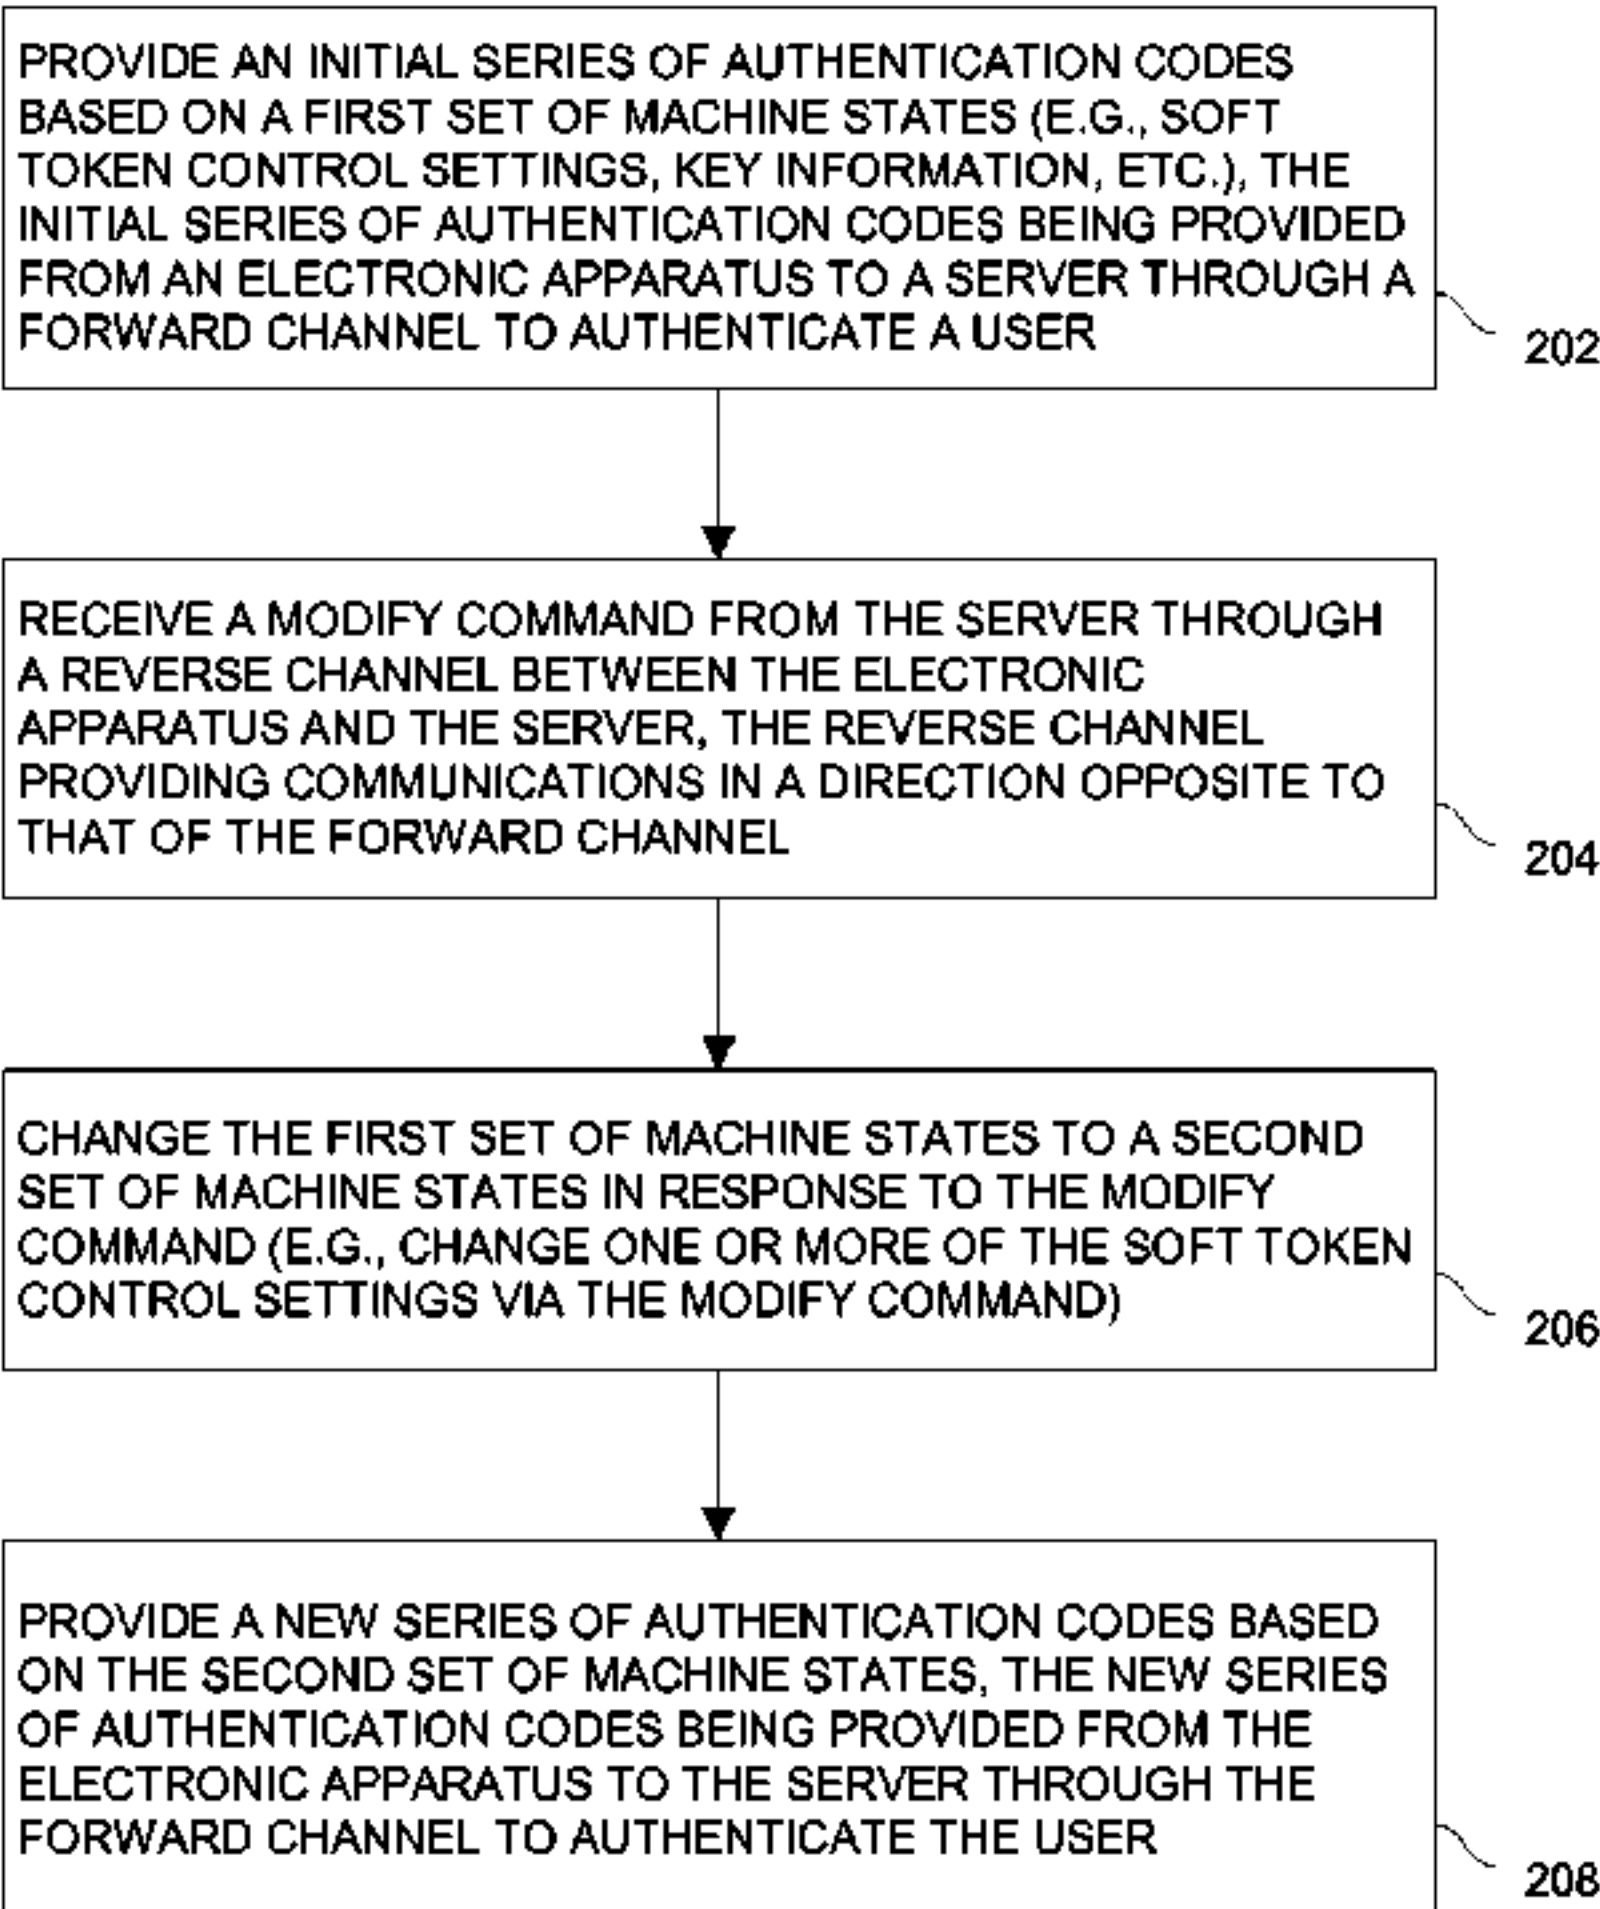 PROVIDE AN INITIAL SERIES OF AUTHENTICATION CODES
BASED ON A FIRST SET OF MACHINE STATES (E.G., SOFT
TOKEN CONTROL SETTINGS, KEY INFORMATION, ETC.), THE
INITIAL SERIES OF AUTHENTICATION CODES BEING PROVIDED
FROM AN ELECTRONIC APPARATUS TO A SERVER THROUGH A
FORWARD CHANNEL TO AUTHENTICATE A USER
202
RECEIVE A MODIFY COMMAND FROM THE SERVER THROUGH
A REVERSE CHANNEL BETWEEN THE ELECTRONIC
APPARATUS AND THE SERVER, THE REVERSE CHANNEL
PROVIDING COMMUNICATIONS IN A DIRECTION OPPOSITE TO
THAT OF THE FORWARD CHANNEL
204
CHANGE THE FIRST SET OF MACHINE STATES TO A SECOND
SET OF MACHINE STATES IN RESPONSE TO THE MODIFY
COMMAND (E.G., CHANGE ONE OR MORE OF THE SOFT TOKEN
CONTROL SETTINGS VIA THE MODIFY COMMAND)
206
PROVIDE A NEW SERIES OF AUTHENTICATION CODES BASED
ON THE SECOND SET OF MACHINE STATES, THE NEW SERIES
OF AUTHENTICATION CODES BEING PROVIDED FROM THE
ELECTRONIC APPARATUS TO THE SERVER THROUGH THE
FORWARD CHANNEL TO AUTHENTICATE THE USER
208